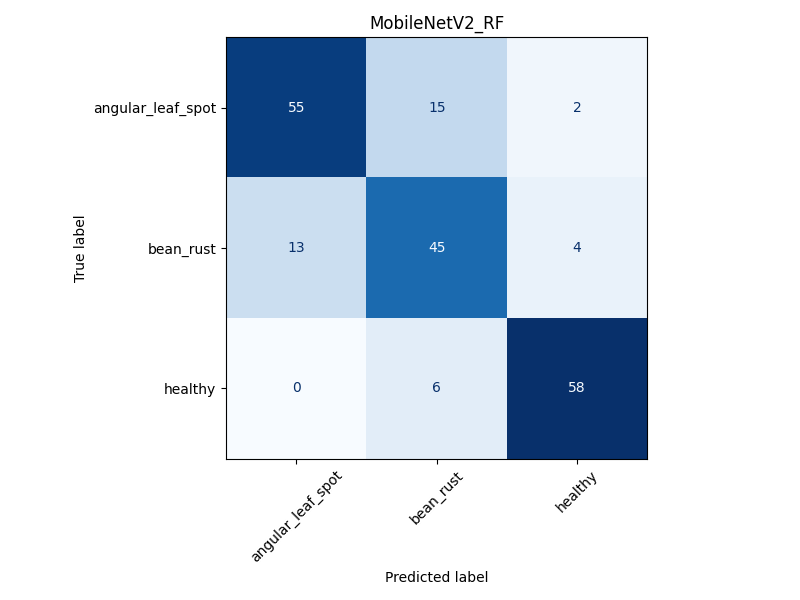 MobileNetV2_RF
angular_leaf_spot 55 15 2
bean_rust 13 45 4
healthy 0 6 58
True label
angular_leaf_spot bean_rust healthy
Predicted label